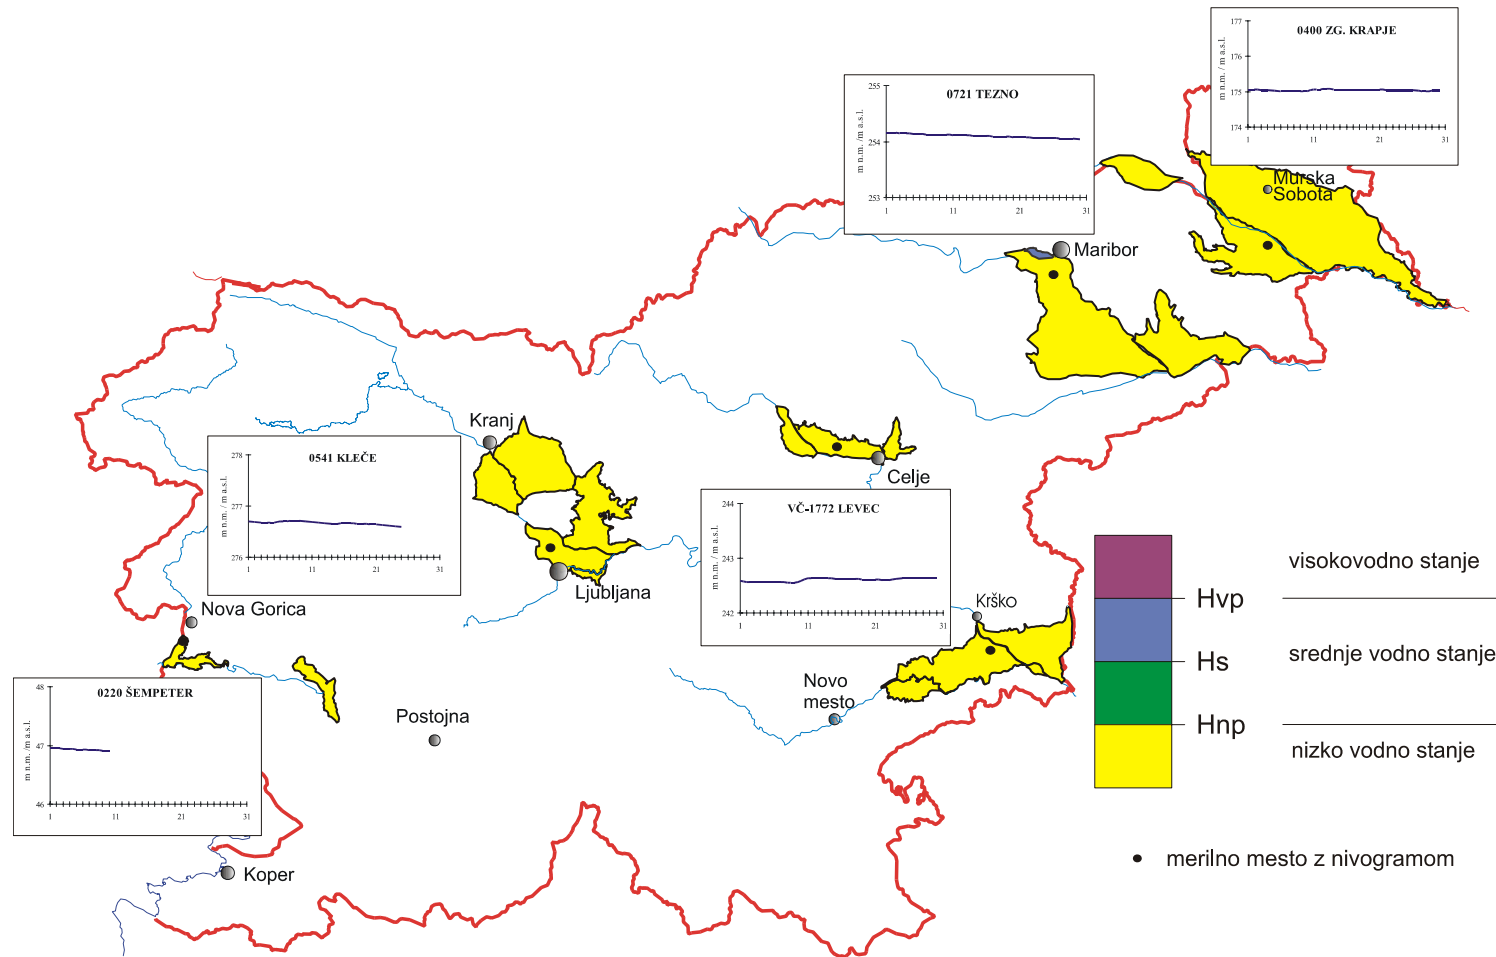 0400 ZG. KRAPJE
m n.m. / m a.s.l.
177
176
175
174
1
11
21
31
0721 TEZNO
m n.m. /m a.s.l.
255
254
253
1
11
21
31
Murska
Sobota
Maribor
Kranj
Celje
0541 KLEČE
m n.m. / m a.s.l.
278
277
276
1
11
21
31
VČ-1772 LEVEC
m n.m. / m a.s.l.
244
243
242
1
11
21
31
Ljubljana
Nova Gorica
Krško
Novo
mesto
Postojna
0220 ŠEMPETER
m n.m. /m a.s.l.
48
47
46
1
11
21
31
Koper
visokovodno stanje
Hvp
srednje vodno stanje
Hs
Hnp
nizko vodno stanje
merilno mesto z nivogramom